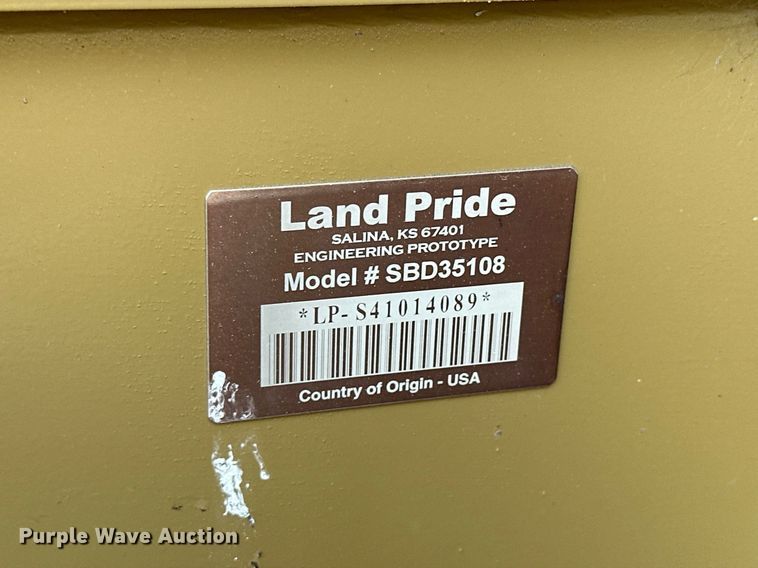 Land Pride
SALINA, KS 67401
ENGINEERING PROTOTYPE
Model # SBD35108
*LP- S41014089*
Country of Origin - USA
Purple Wave Auction